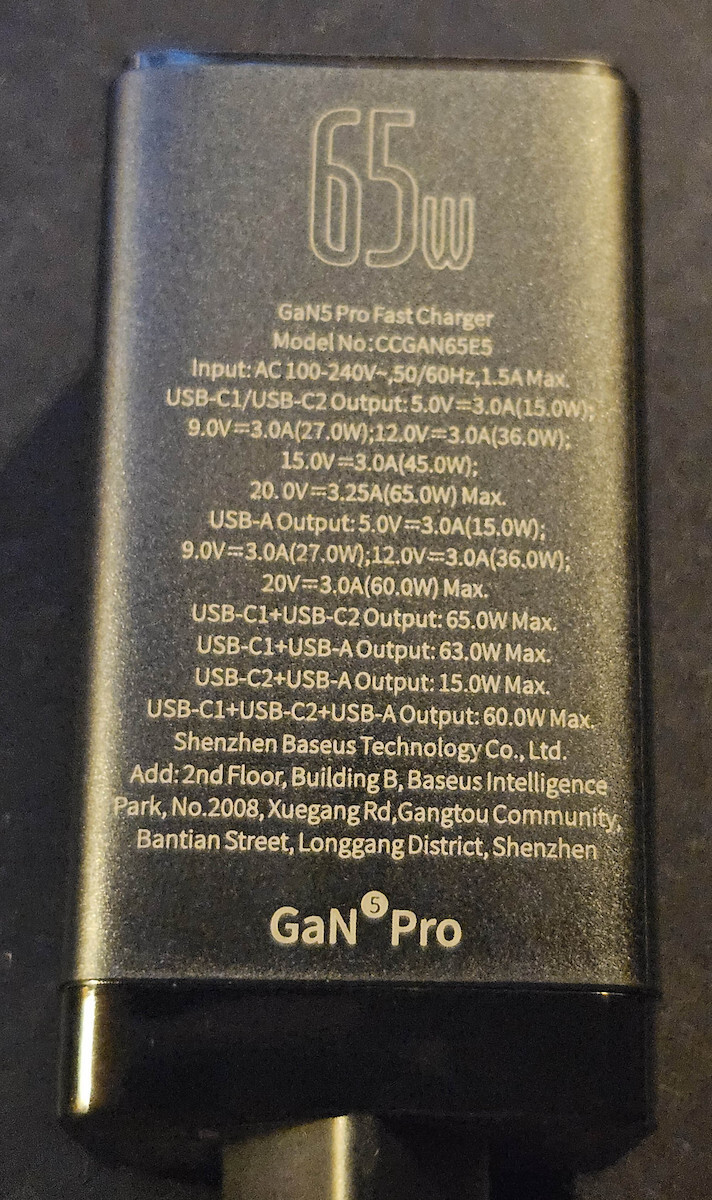 65W
GaN5 Pro Fast Charger
Model No:CCGAN65E5
Input: AC 100-240V~,50/60Hz,1.5A Max.
USB-C1/USB-C2 Output: 5.0V⎓3.0A(15.0W);
9.0V⎓3.0A(27.0W);12.0V⎓3.0A(36.0W);
15.0V⎓3.0A(45.0W);
20.0V⎓3.25A(65.0W) Max.
USB-A Output: 5.0V⎓3.0A(15.0W);
9.0V⎓3.0A(27.0W);12.0V⎓3.0A(36.0W);
20V⎓3.0A(60.0W) Max.
USB-C1+USB-C2 Output: 65.0W Max.
USB-C1+USB-A Output: 63.0W Max.
USB-C2+USB-A Output: 15.0W Max.
USB-C1+USB-C2+USB-A Output: 60.0W Max.
Shenzhen Baseus Technology Co., Ltd.
Add: 2nd Floor, Building B, Baseus Intelligence
Park, No.2008, Xuegang Rd,Gangtou Community,
Bantian Street, Longgang District, Shenzhen
GaN⁵ Pro